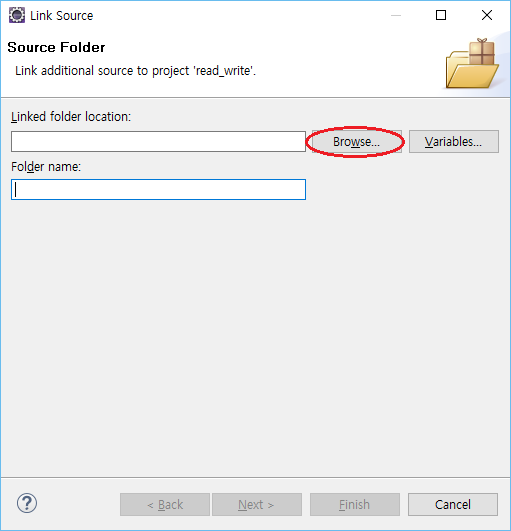 Link Source
Source Folder
Link additional source to project 'read_write'.
Linked folder location:
Browse... Variables...
Folder name:
?
< Back Next > Finish Cancel